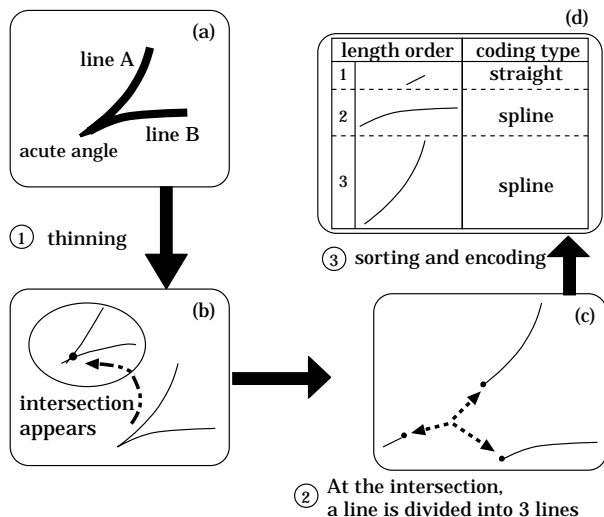 (a)
line A
line B
acute angle
1 thinning
(b)
intersection
appears
(c)
2 At the intersection,
a line is divided into 3 lines
3 sorting and encoding
(d)
length order coding type
1 straight
2 spline
3 spline